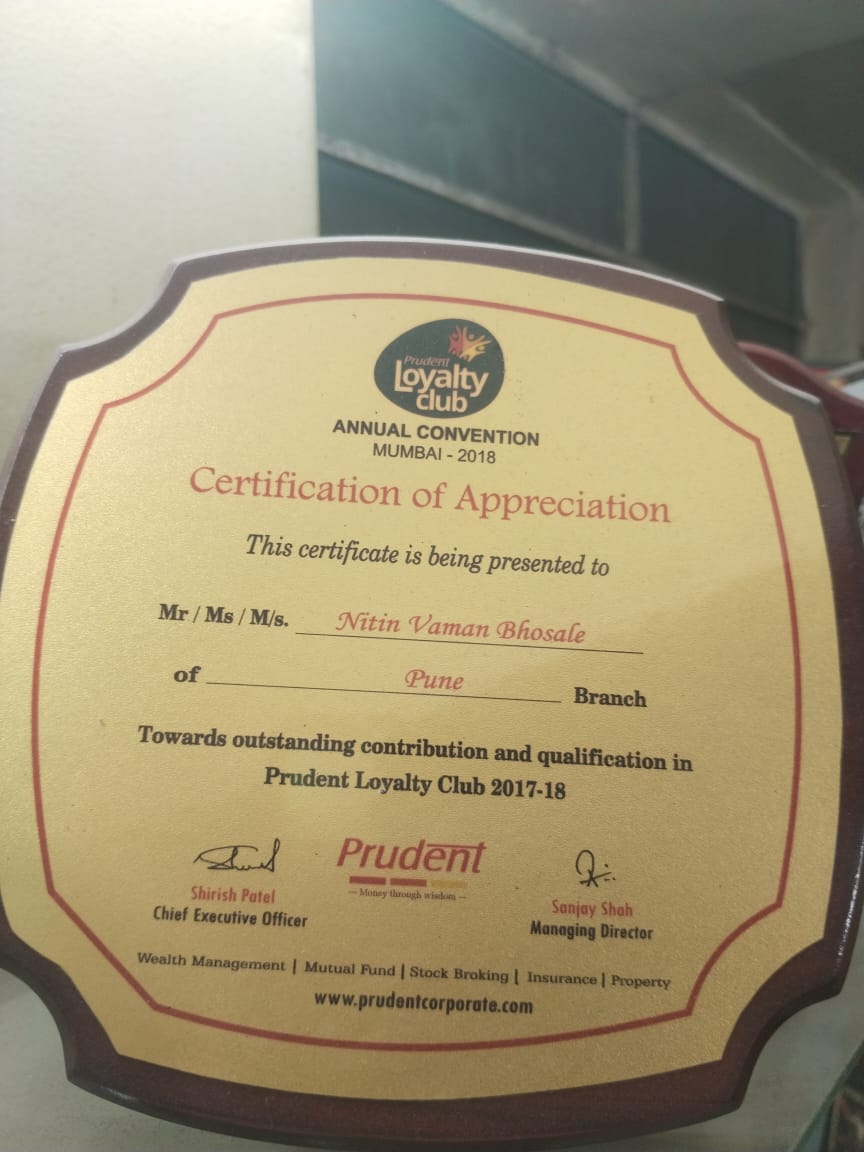 Prudent
Loyalty
club
ANNUAL CONVENTION
MUMBAI - 2018
Certification of Appreciation
This certificate is being presented to
Mr / Ms / M/s. Nitin Vaman Bhosale
of Pune Branch
Towards outstanding contribution and qualification in
Prudent Loyalty Club 2017-18
Prudent
— Money through wisdom —
Shirish Patel
Chief Executive Officer
Sanjay Shah
Managing Director
Wealth Management | Mutual Fund | Stock Broking | Insurance | Property
www.prudentcorporate.com